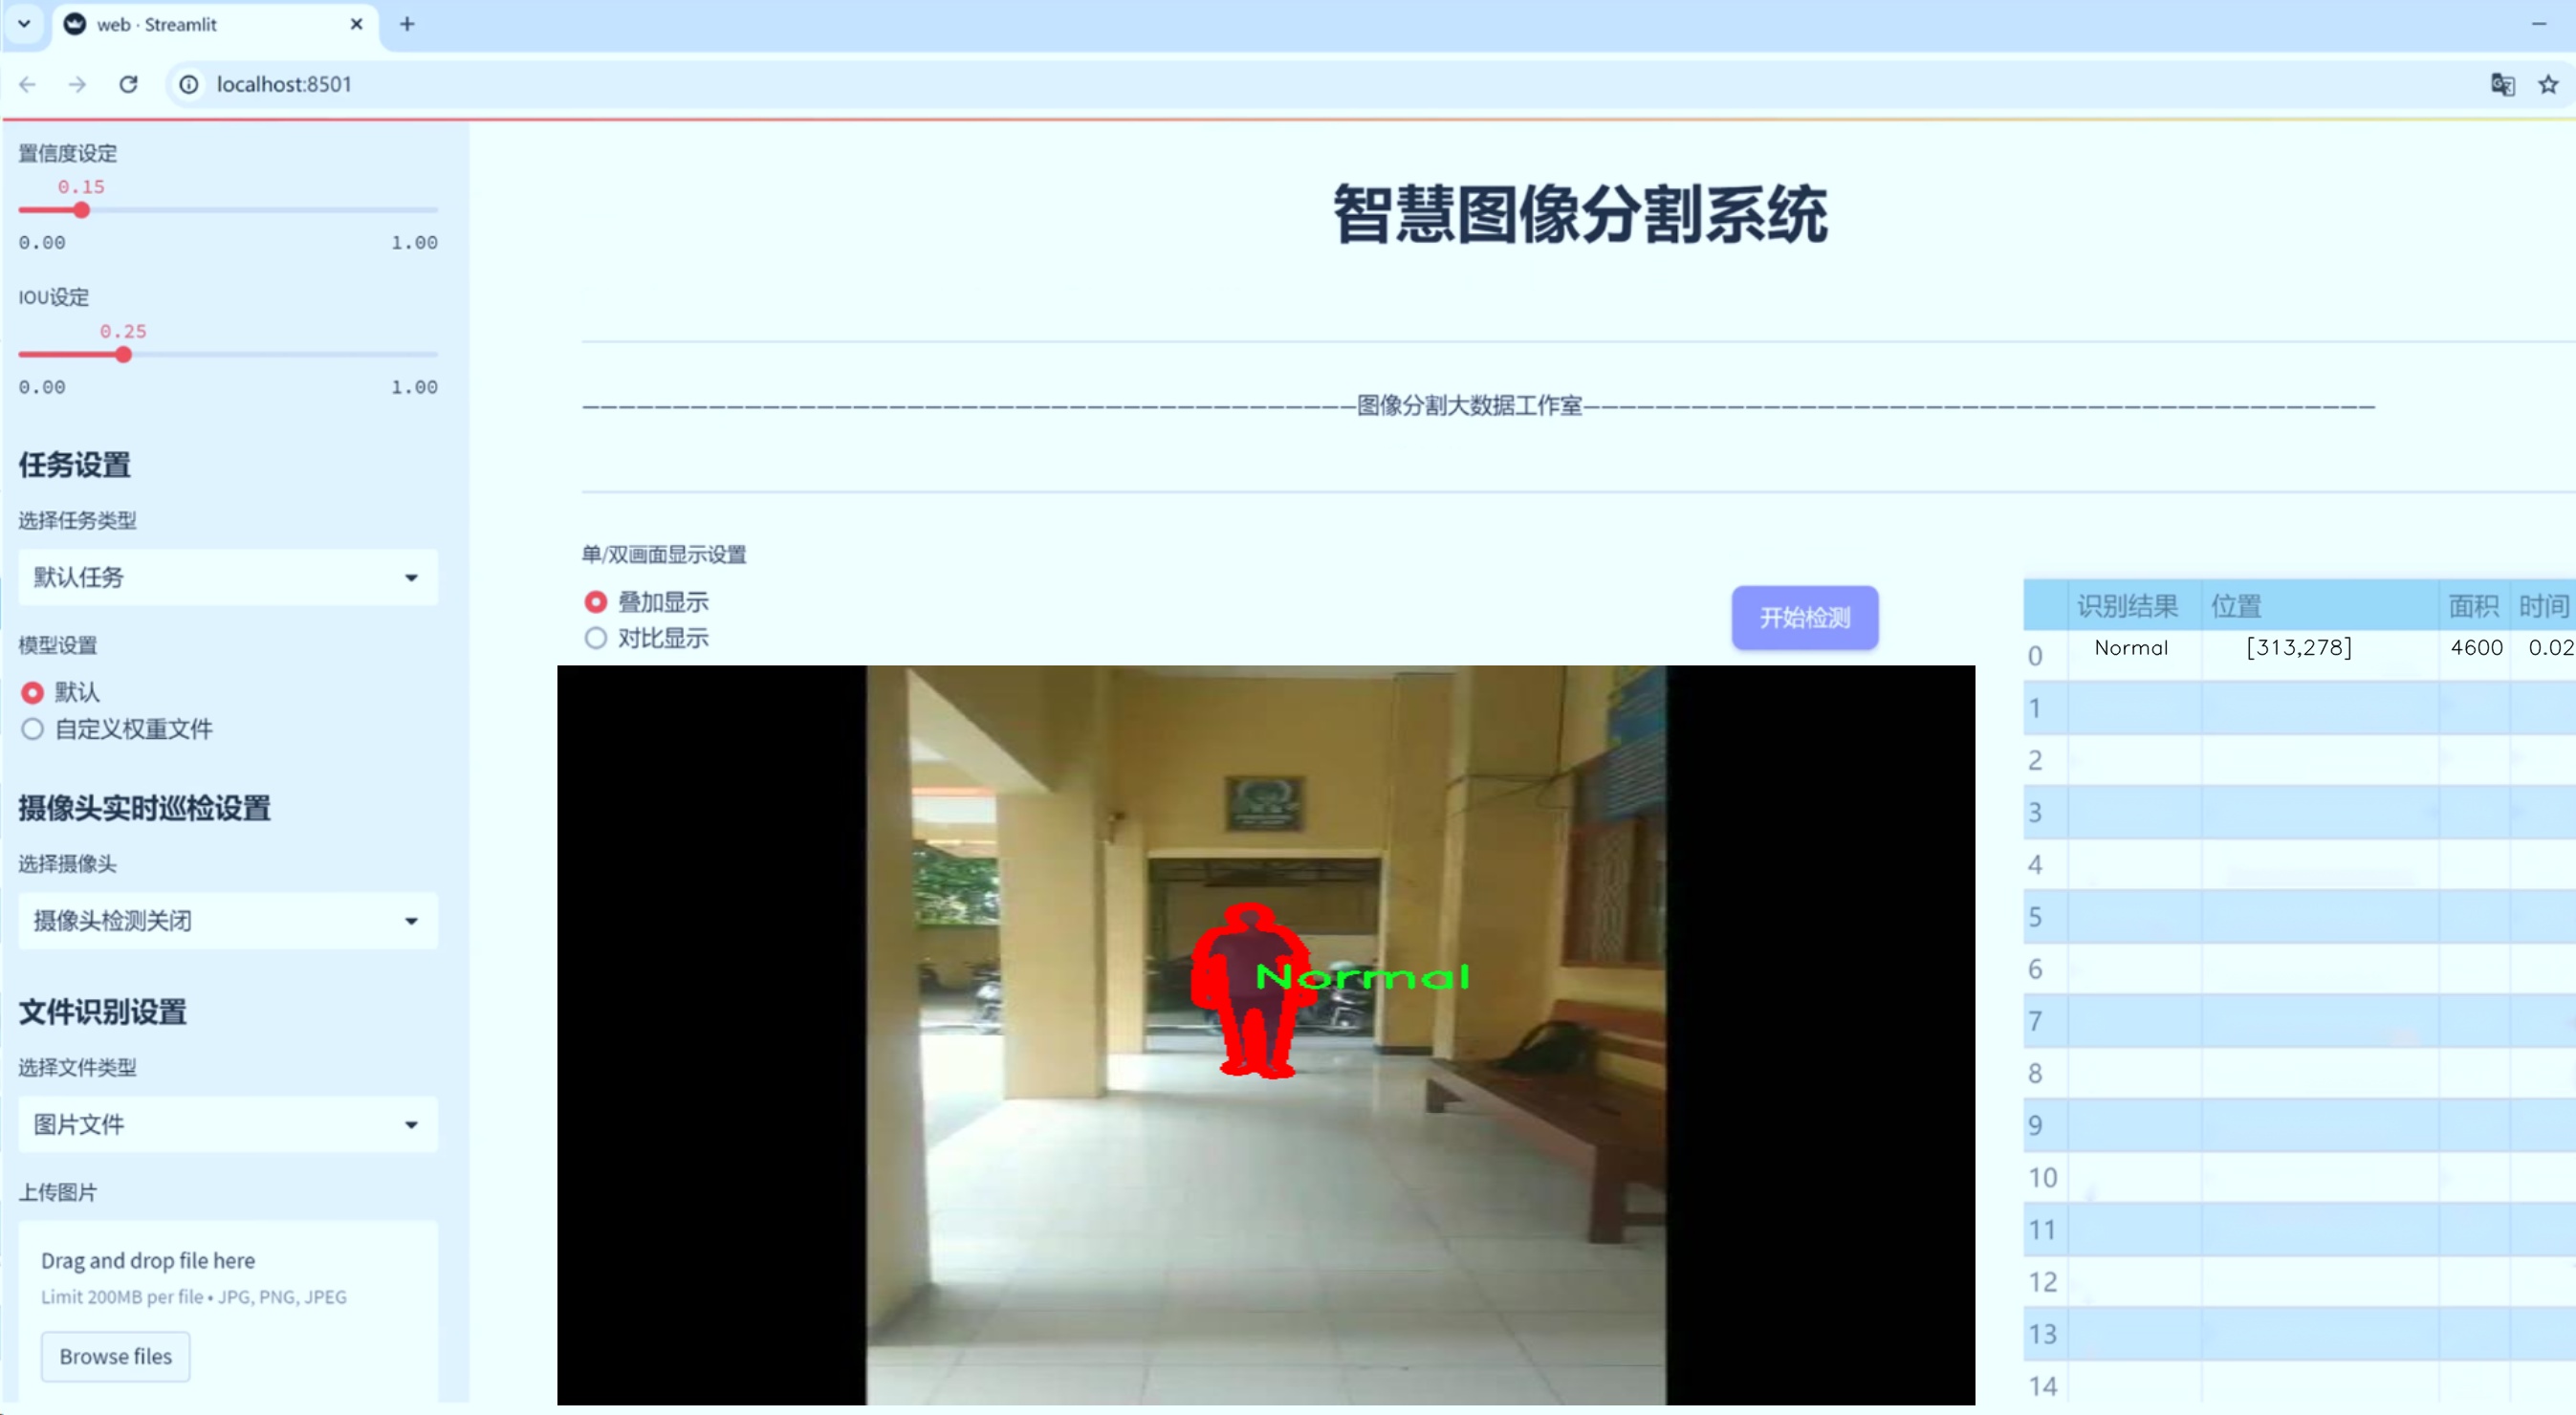 web · Streamlit
localhost:8501
置信度设定
0.15
0.00 1.00
IOU设定
0.25
0.00 1.00
任务设置
选择任务类型
默认任务
模型设置
默认
自定义权重文件
摄像头实时巡检设置
选择摄像头
摄像头检测关闭
文件识别设置
选择文件类型
图片文件
上传图片
Drag and drop file here
Limit 200MB per file • JPG, PNG, JPEG
Browse files
智慧图像分割系统
———————————————————————————————————————————图像分割大数据工作室————————————————————————————————————————————
单/双画面显示设置
叠加显示
对比显示
开始检测
Normal
识别结果 位置 面积 时间
0 Normal [313,278] 4600 0.02
1
2
3
4
5
6
7
8
9
10
11
12
13
14